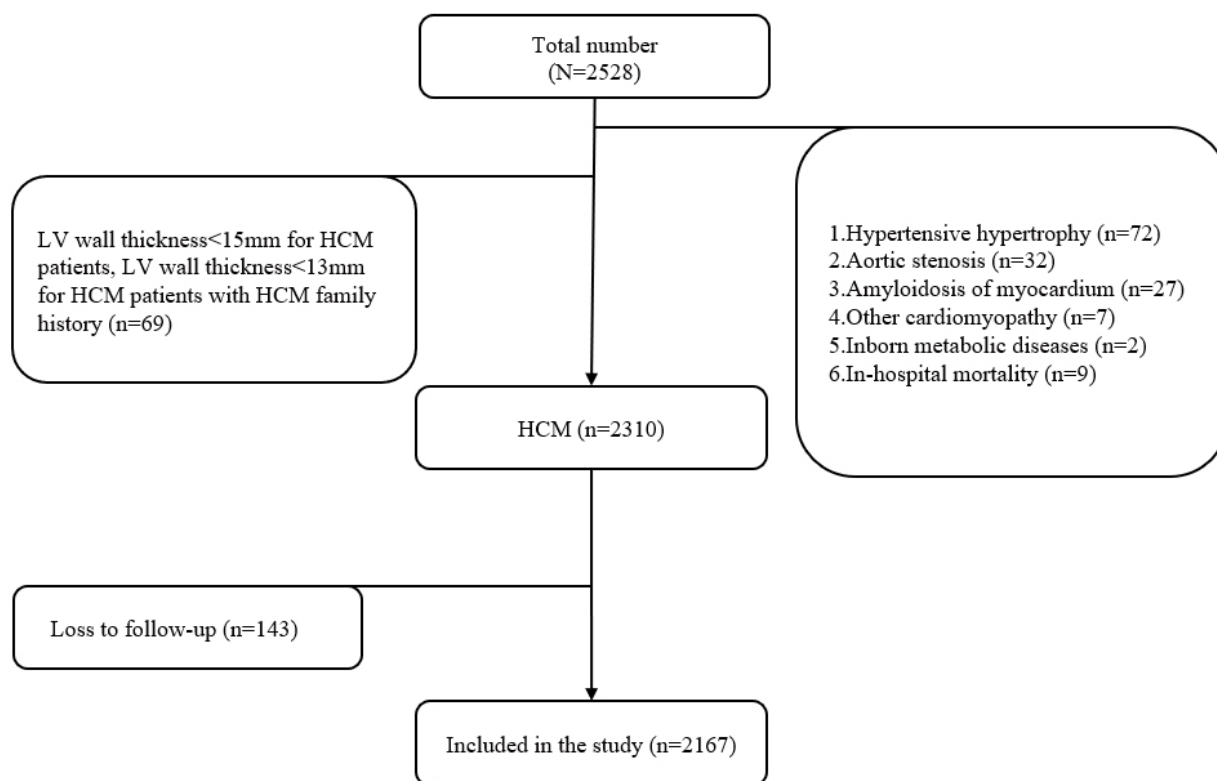 Total number
(N=2528)
LV wall thickness<15mm for HCM
patients, LV wall thickness<13mm
for HCM patients with HCM family
history (n=69)
1.Hypertensive hypertrophy (n=72)
2.Aortic stenosis (n=32)
3.Amyloidosis of myocardium (n=27)
4.Other cardiomyopathy (n=7)
5.Inborn metabolic diseases (n=2)
6.In-hospital mortality (n=9)
HCM (n=2310)
Loss to follow-up (n=143)
Included in the study (n=2167)